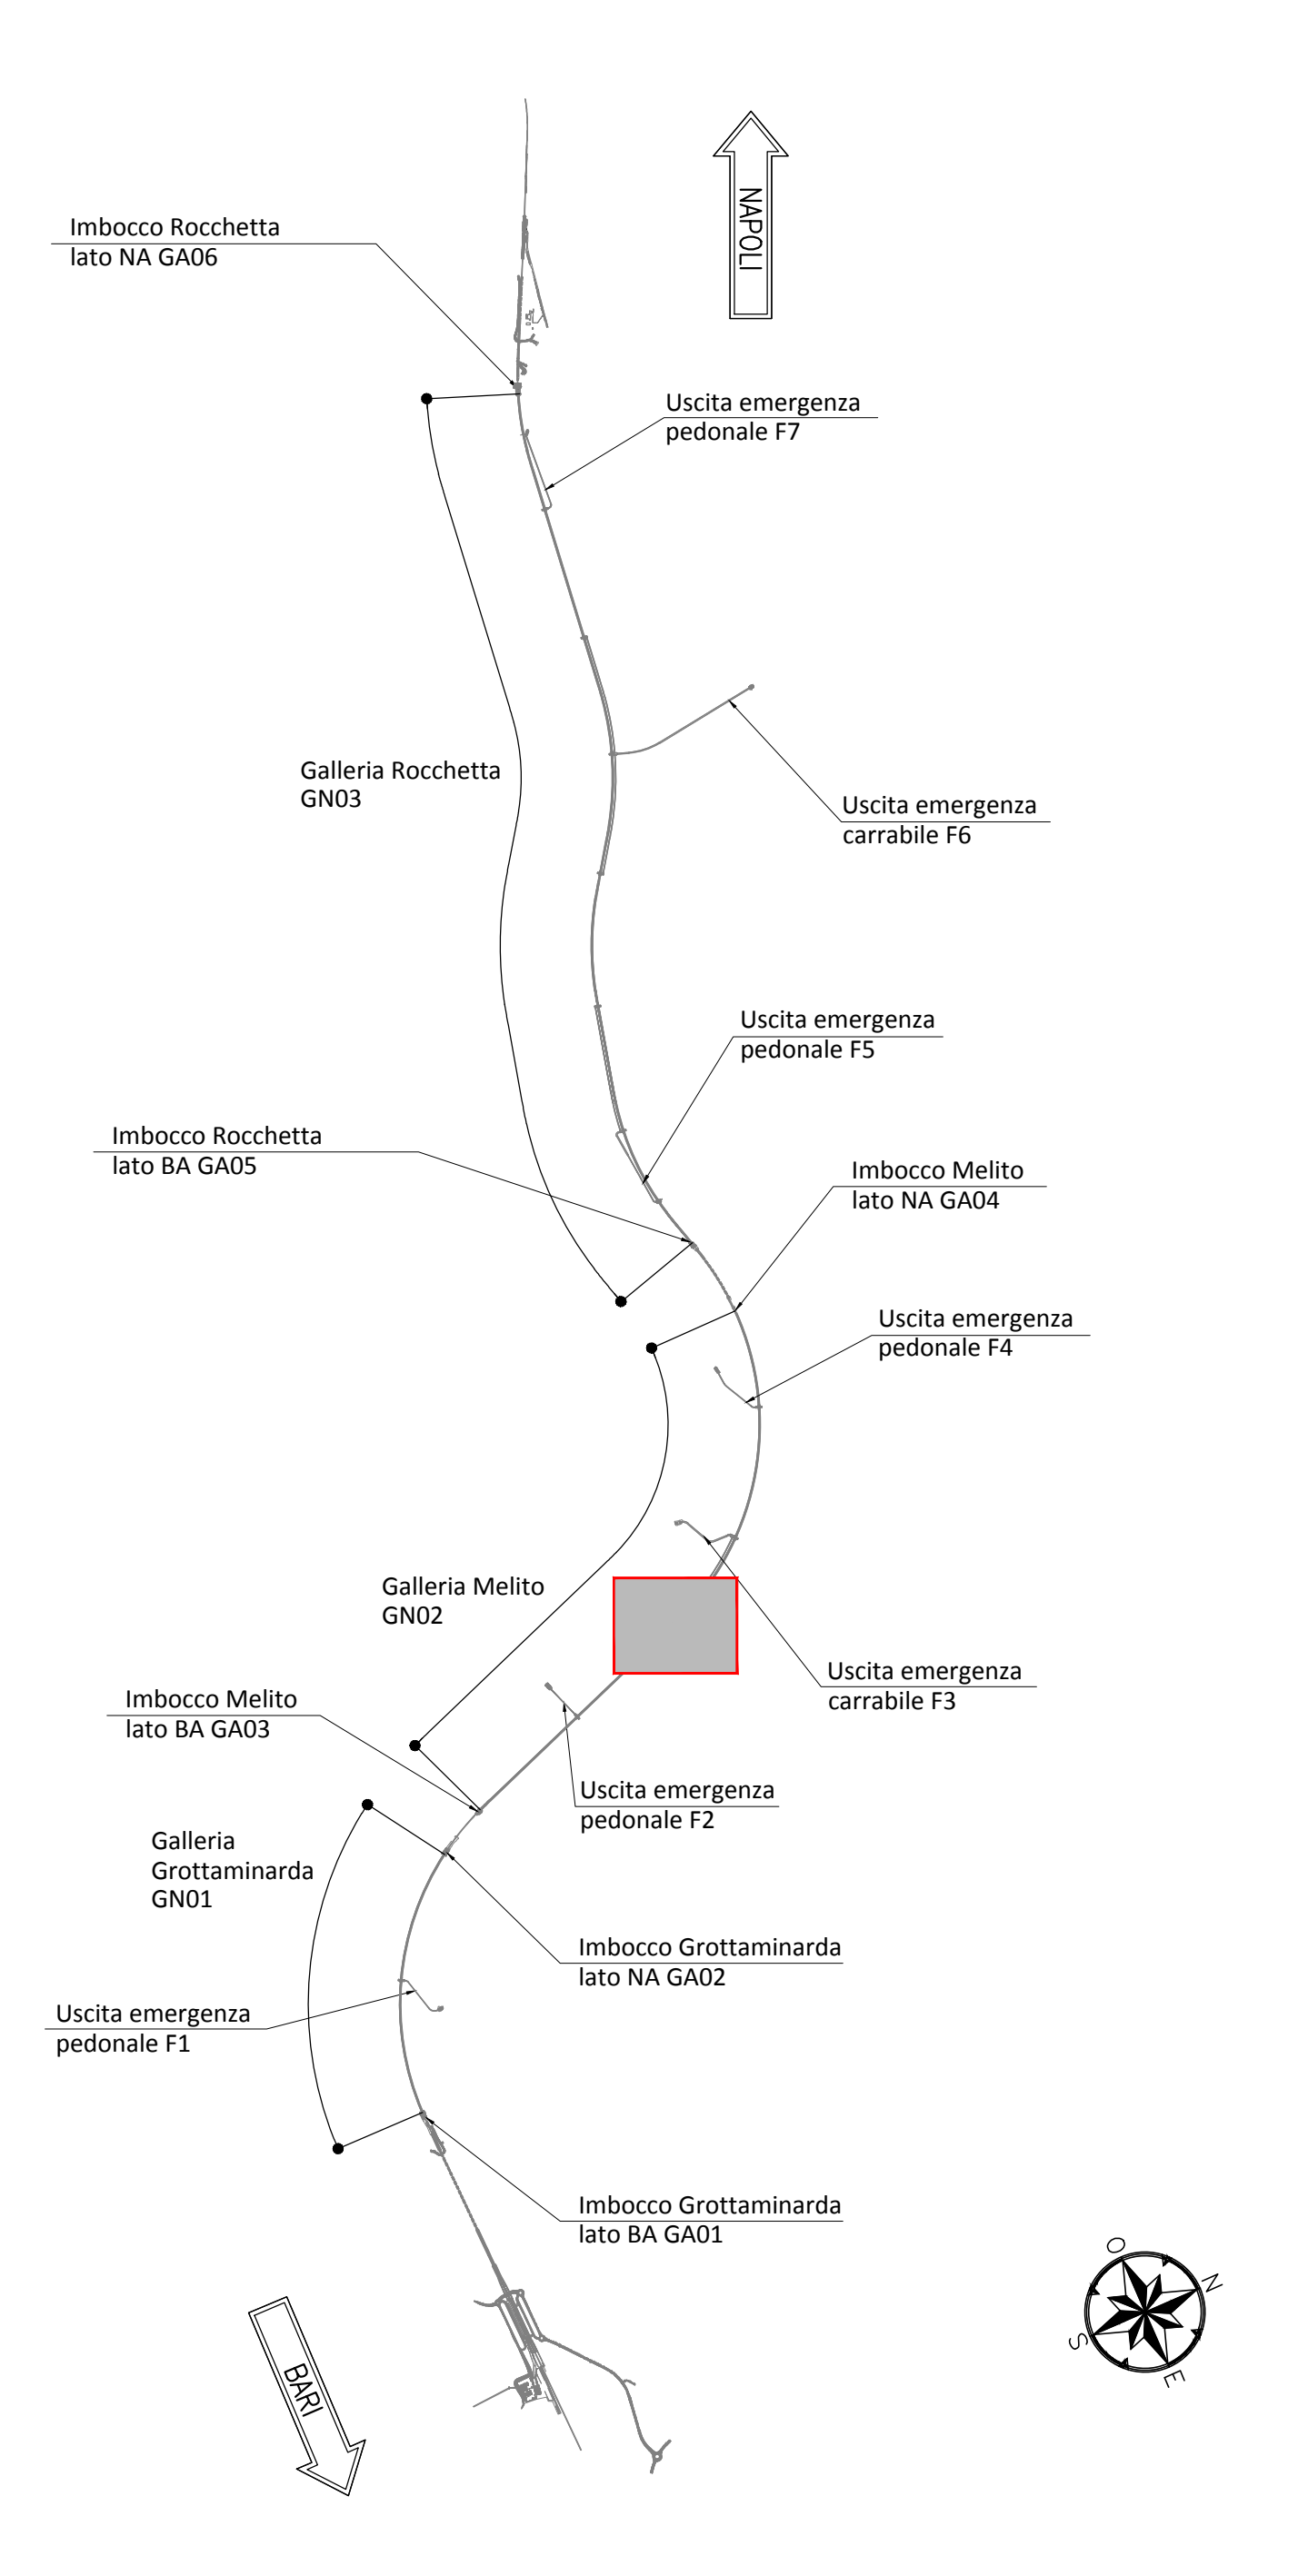 NAPOLI
Imbocco Rocchetta
lato NA GA06
Uscita emergenza
pedonale F7
Galleria Rocchetta
GN03
Uscita emergenza
carrabile F6
Uscita emergenza
pedonale F5
Imbocco Rocchetta
lato BA GA05
Imbocco Melito
lato NA GA04
Uscita emergenza
pedonale F4
Galleria Melito
GN02
Uscita emergenza
carrabile F3
Imbocco Melito
lato BA GA03
Uscita emergenza
pedonale F2
Galleria
Grottaminarda
GN01
Imbocco Grottaminarda
lato NA GA02
Uscita emergenza
pedonale F1
Imbocco Grottaminarda
lato BA GA01
BARI
O
N
S
E